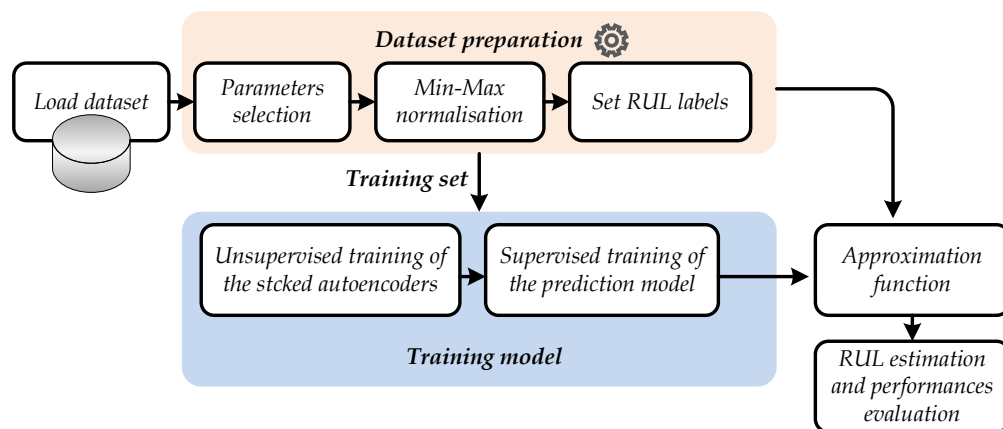 Dataset preparation
Load dataset
Parameters
selection
Min-Max
normalisation
Set RUL labels
Training set
Unsupervised training of
the stcked autoencoders
Supervised training of
the prediction model
Approximation
function
Training model
RUL estimation
and performances
evaluation